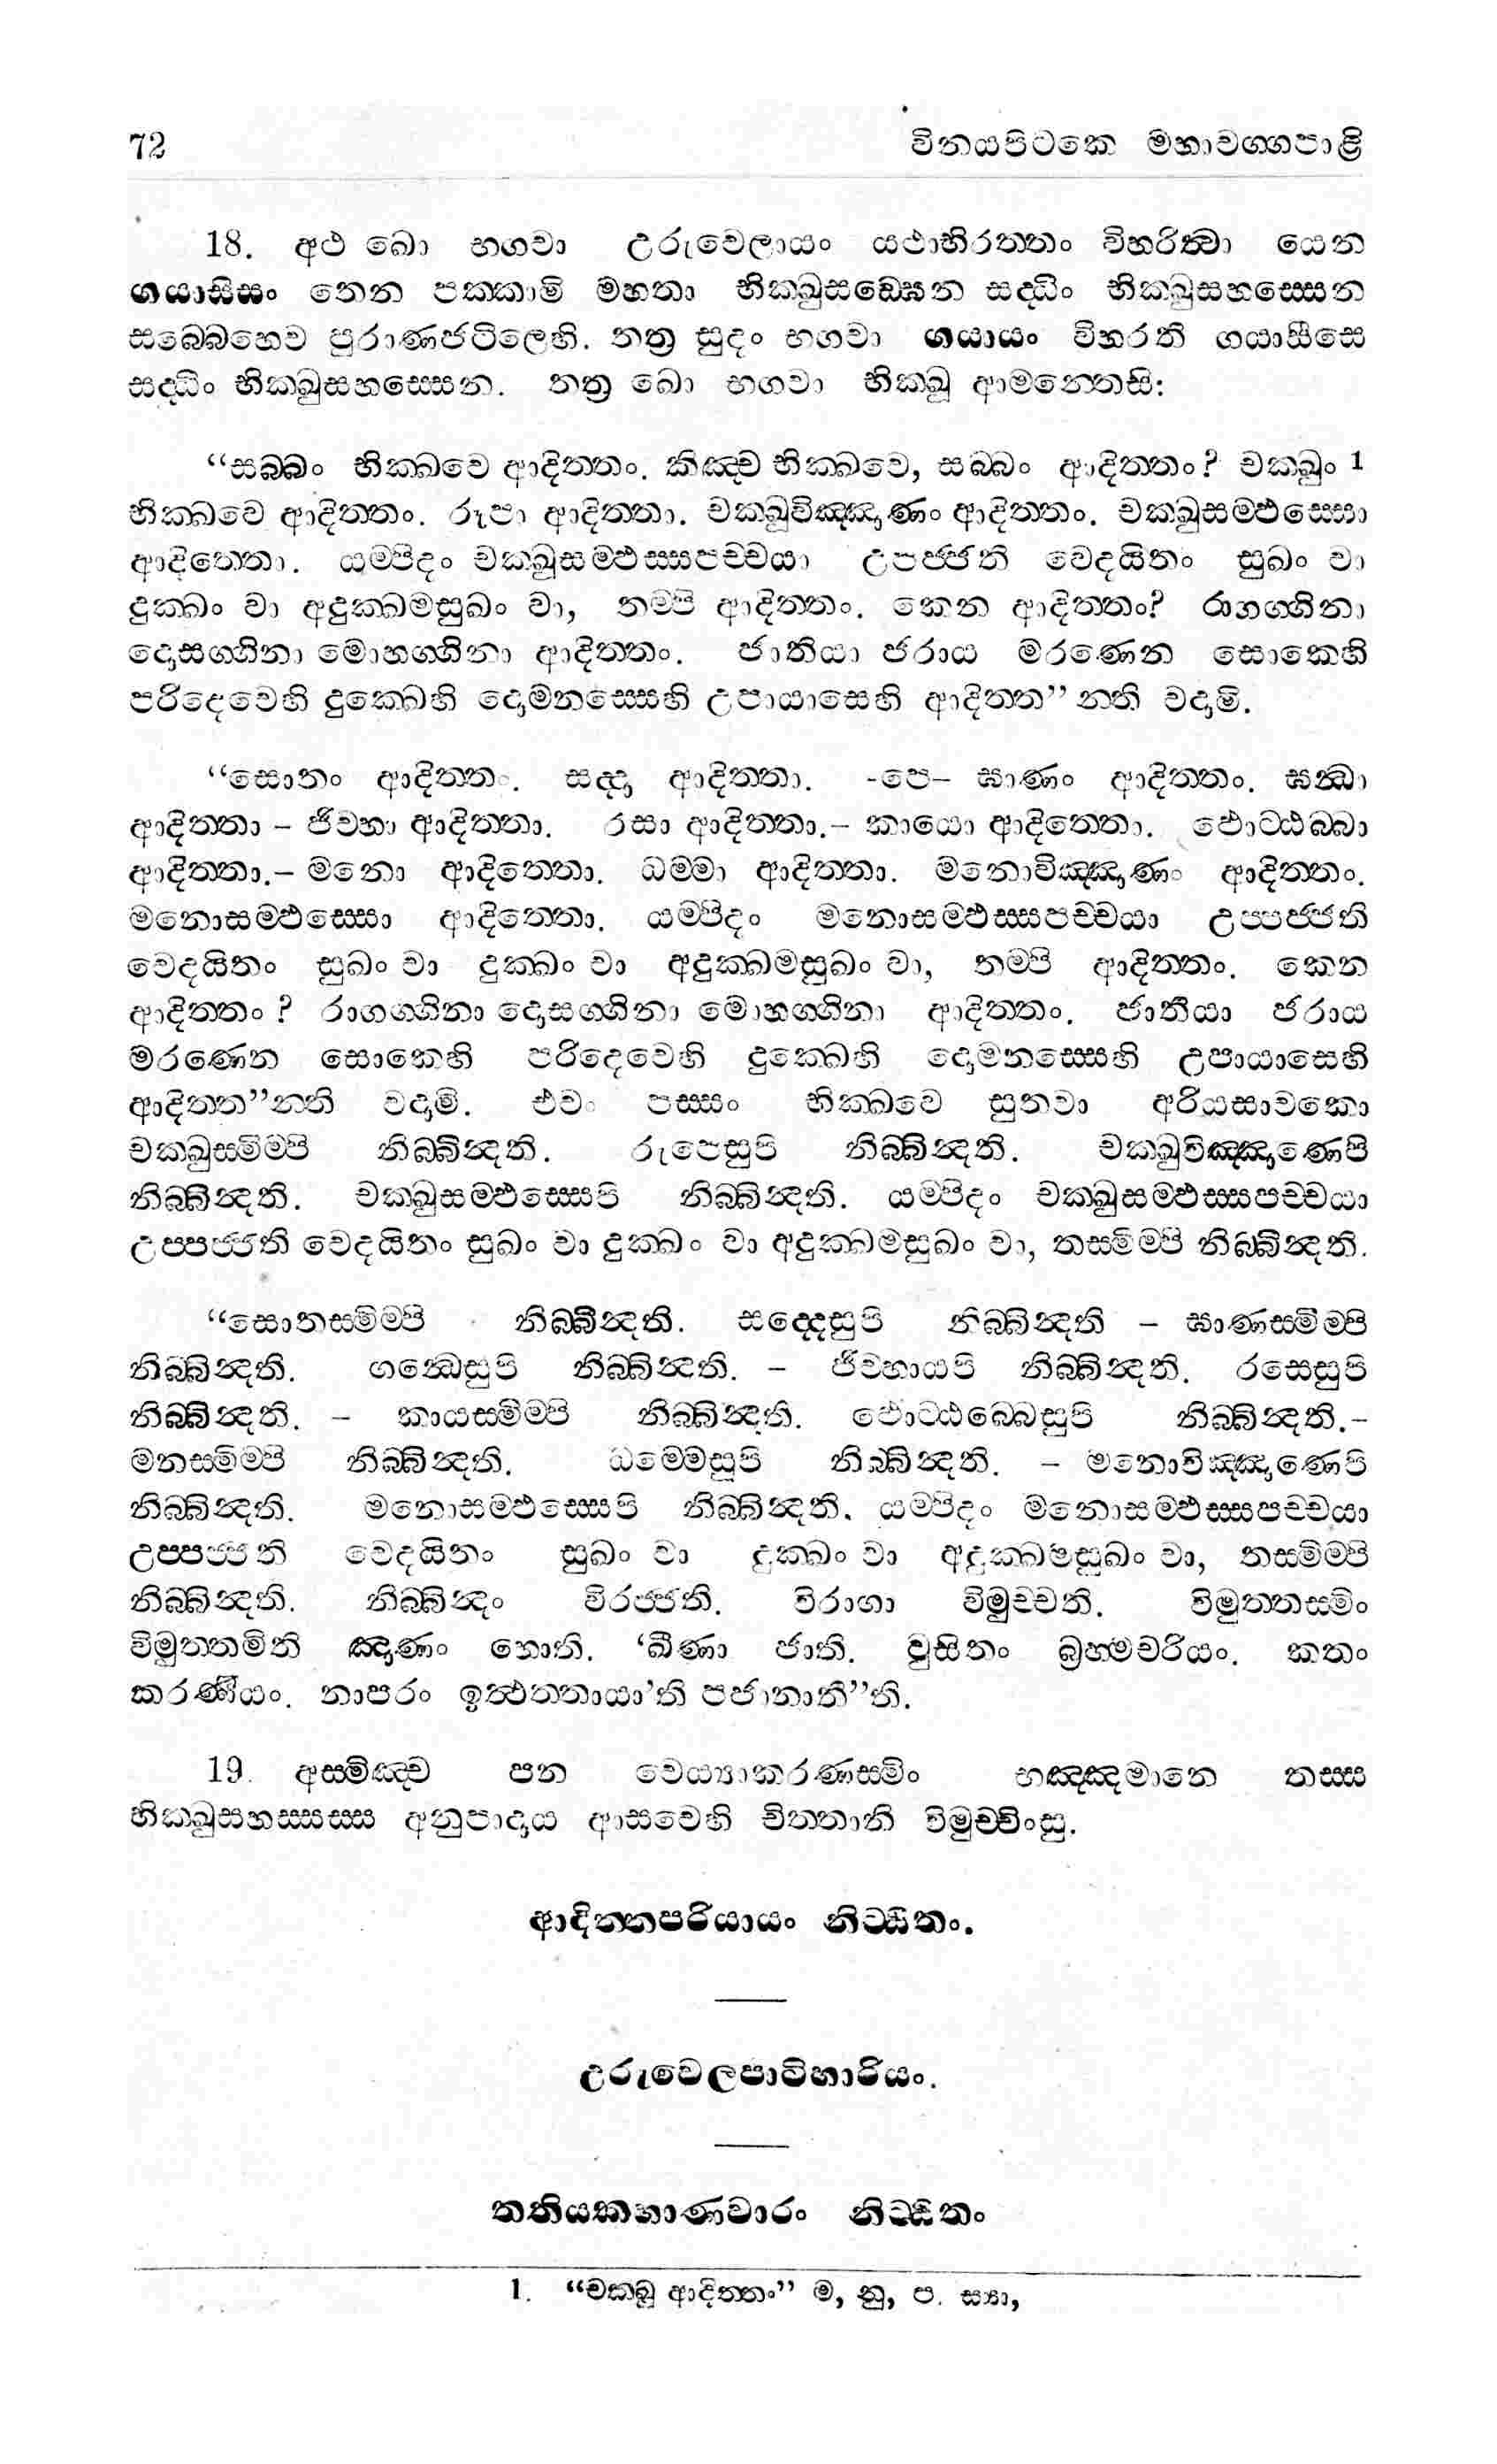 72 විනයපිටකෙ මහාවග්ගපාළි
18. අථ ඛො භගවා උරුවෙලායං යථාභිරත්තං විහරිත්වා යෙන
ගයාසීසං තෙන පක්කාමි මහතා භික්ඛුසඞ්ඝෙන සද්ධිං භික්ඛුසහස්සෙන
සබ්බෙහෙව පුරාණජටිලෙහි. තත්‍ර සුදං භගවා ගයායං විහරති ගයාසීසෙ
සද්ධිං භික්ඛුසහස්සෙන. තත්‍ර ඛො භගවා භික්ඛූ ආමන්තෙසි:
“සබ්බං භික්ඛවෙ ආදිත්තං. කිඤ්ච භික්ඛවෙ, සබ්බං ආදිත්තං? චක්ඛුං 1
භික්ඛවෙ ආදිත්තං. රූපා ආදිත්තා. චක්ඛුවිඤ්ඤාණං ආදිත්තං. චක්ඛුසම්ඵස්සො
ආදිත්තො. යම්පිදං චක්ඛුසම්ඵස්සපච්චයා උපජ්ජති වෙදයිතං සුඛං වා
දුක්ඛං වා අදුක්ඛමසුඛං වා, තම්පි ආදිත්තං. කෙන ආදිත්තං? රාගග්ගිනා
දොසග්ගිනා මොහග්ගිනා ආදිත්තං. ජාතියා ජරාය මරණෙන සොකෙහි
පරිදෙවෙහි දුක්ඛෙහි දොමනස්සෙහි උපායාසෙහි ආදිත්ත” න්ති වදාමි.
“සොතං ආදිත්තං. සද්දා ආදිත්තා. -පෙ- ඝාණං ආදිත්තං. ඝන්ධා
ආදිත්තා – ජිව්හා ආදිත්තා. රසා ආදිත්තා.– කායො ආදිත්තො. ඵොට්ඨබ්බා
ආදිත්තා.– මනො ආදිත්තො. ධම්මා ආදිත්තා. මනොවිඤ්ඤාණං ආදිත්තං.
මනොසම්ඵස්සො ආදිත්තො. යම්පිදං මනොසම්ඵස්සපච්චයා උප්පජ්ජති
වෙදයිතං සුඛං වා දුක්ඛං වා අදුක්ඛමසුඛං වා, තම්පි ආදිත්තං. කෙන
ආදිත්තං? රාගග්ගිනා දොසග්ගිනා මොහග්ගිනා ආදිත්තං. ජාතියා ජරාය
මරණෙන සොකෙහි පරිදෙවෙහි දුක්ඛෙහි දොමනස්සෙහි උපායාසෙහි
ආදිත්ත”න්ති වදාමි. එවං පස්සං භික්ඛවෙ සුතවා අරියසාවකො
චක්ඛුස්මිම්පි නිබ්බින්දති. රූපෙසුපි නිබ්බින්දති. චක්ඛුවිඤ්ඤාණෙපි
නිබ්බින්දති. චක්ඛුසම්ඵස්සෙපි නිබ්බින්දති. යම්පිදං චක්ඛුසම්ඵස්සපච්චයා
උප්පජ්ජති වෙදයිතං සුඛං වා දුක්ඛං වා අදුක්ඛමසුඛං වා, තස්මිම්පි නිබ්බින්දති.
“සොතස්මිම්පි නිබ්බින්දති. සද්දෙසුපි නිබ්බින්දති – ඝාණස්මිම්පි
නිබ්බින්දති. ගන්ධෙසුපි නිබ්බින්දති. – ජිව්හායපි නිබ්බින්දති. රසෙසුපි
නිබ්බින්දති. – කායස්මිම්පි නිබ්බින්දති. ඵොට්ඨබ්බෙසුපි නිබ්බින්දති.–
මනස්මිම්පි නිබ්බින්දති. ධම්මෙසුපි නිබ්බින්දති. – මනොවිඤ්ඤාණෙපි
නිබ්බින්දති. මනොසම්ඵස්සෙපි නිබ්බින්දති. යම්පිදං මනොසම්ඵස්සපච්චයා
උප්පජ්ජති වෙදයිතං සුඛං වා දුක්ඛං වා අදුක්ඛමසුඛං වා, තස්මිම්පි
නිබ්බින්දති. නිබ්බින්දං විරජ්ජති. විරාගා විමුච්චති. විමුත්තස්මිං
විමුත්තමිති ඤාණං හොති. ‘ඛීණා ජාති. වුසිතං බ්‍රහ්මචරියං. කතං
කරණීයං. නාපරං ඉත්ථත්තායා’ති පජානාතී”ති.
19. අස්මිඤ්ච පන වෙය්‍යාකරණස්මිං භඤ්ඤමානෙ තස්ස
භික්ඛුසහස්සස්ස අනුපාදාය ආසවෙහි චිත්තානි විමුච්චිංසු.
ආදිත්තපරියායං නිට්ඨිතං.
උරුවෙලපාටිහාරියං.
තතියකභාණවාරං නිට්ඨිතං
1. “චක්ඛු ආදිත්තං” ම, නු, ප. ස්‍යා,